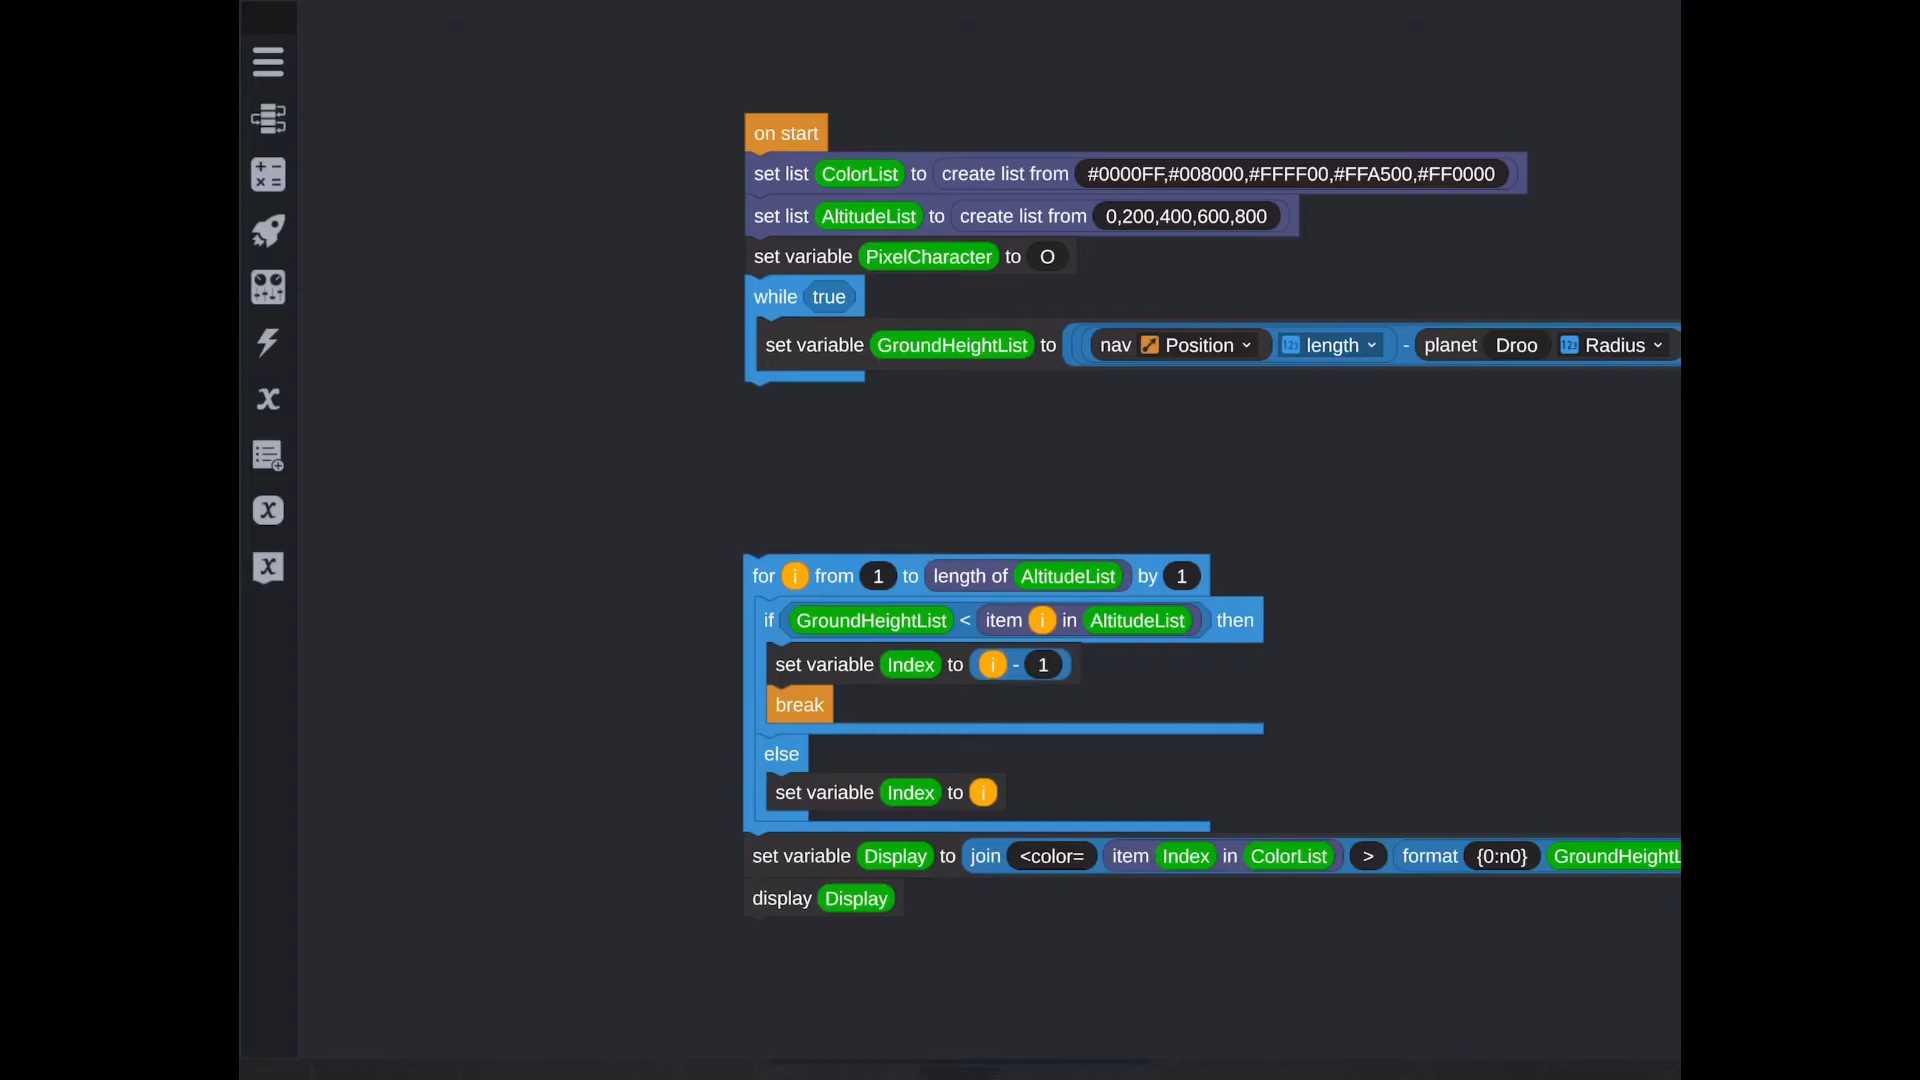 on start
set list ColorList to create list from #0000FF,#008000,#FFFF00,#FFA500,#FF0000
set list AltitudeList to create list from 0,200,400,600,800
set variable PixelCharacter to O
while true
set variable GroundHeightList to nav Position length - planet Droo Radius
for i from 1 to length of AltitudeList by 1
if GroundHeightList < item i in AltitudeList then
set variable Index to i - 1
break
else
set variable Index to i
set variable Display to join <color= item Index in ColorList > format {0:n0} GroundHeightL
display Display